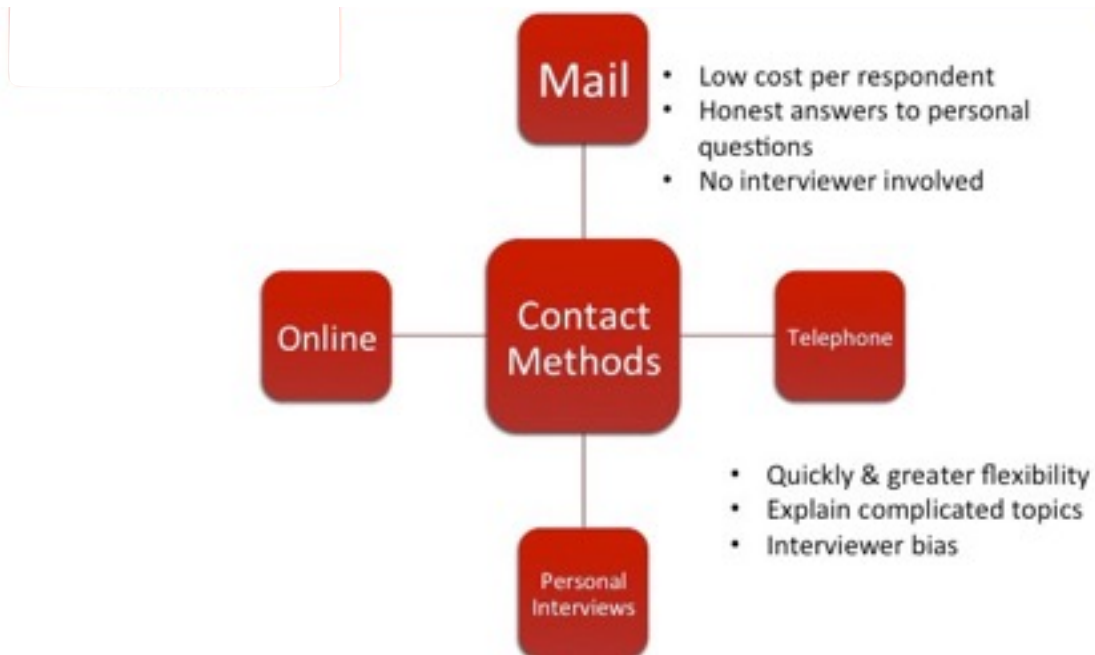 Mail
• Low cost per respondent
• Honest answers to personal
questions
• No interviewer involved
Online
Contact
Methods
Telephone
• Quickly & greater flexibility
• Explain complicated topics
• Interviewer bias
Personal
Interviews